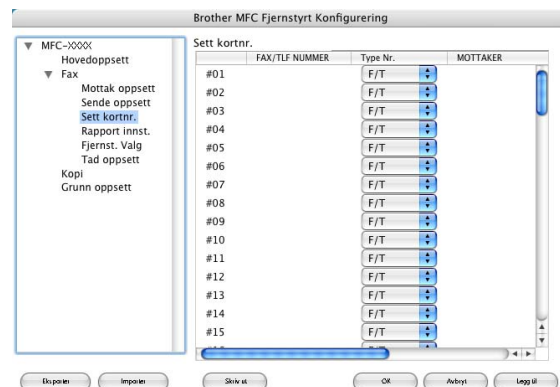 Brother MFC Fjernstyrt Konfigurering
MFC-XXXX
Hovedoppsett
Fax
Mottak oppsett
Sende oppsett
Sett kortnr.
Rapport innst.
Fjernst. Valg
Tad oppsett
Kopi
Grunn oppsett
Sett kortnr.
FAX/TLF NUMMER Type Nr. MOTTAKER
#01 F/T
#02 F/T
#03 F/T
#04 F/T
#05 F/T
#06 F/T
#07 F/T
#08 F/T
#09 F/T
#10 F/T
#11 F/T
#12 F/T
#13 F/T
#14 F/T
#15 F/T
Eksporter Importer Skriv ut OK Avbryt Legg til